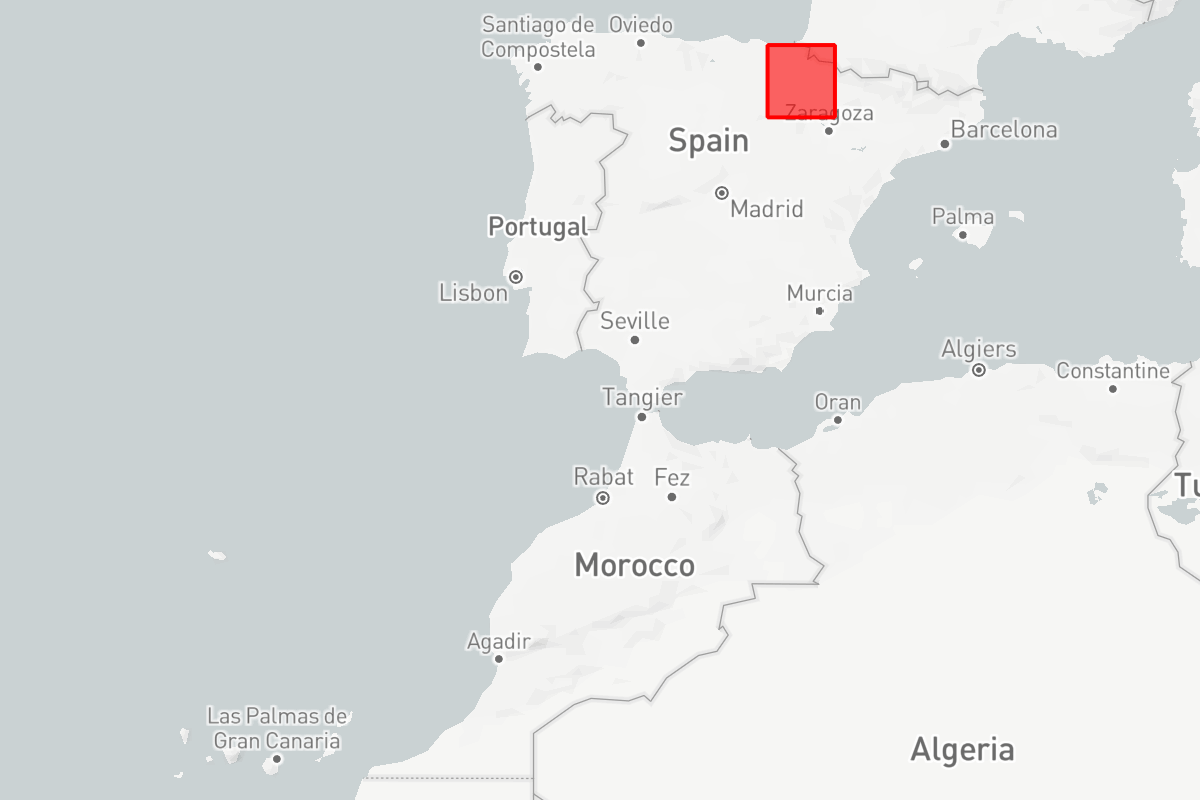 Santiago de
Compostela
Oviedo
Zaragoza
Barcelona
Spain
Madrid
Palma
Portugal
Lisbon
Murcia
Seville
Algiers
Constantine
Tangier
Oran
Rabat
Fez
Tu
Morocco
Agadir
Las Palmas de
Gran Canaria
Algeria